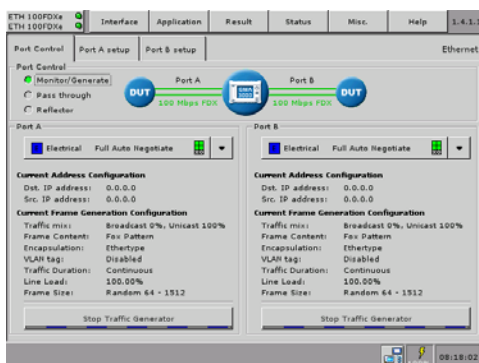 ETH 100FDXe
ETH 100FDXe
Interface
Application
Result
Status
Misc.
Help
1.4.1.1
Port Control
Port A setup
Port B setup
Ethernet
Port Control
Monitor/Generate
Pass through
Reflector
DUT
Port A
100 Mbps FDX
Port B
100 Mbps FDX
DUT
Port A
Electrical Full Auto Negotiate
Current Address Configuration
Dst. IP address: 0.0.0.0
Src. IP address: 0.0.0.0
Current Frame Generation Configuration
Traffic mix: Broadcast 0%, Unicast 100%
Frame Content: Fox Pattern
Encapsulation: Ethertype
VLAN tag: Disabled
Traffic Duration: Continuous
Line Load: 100.00%
Frame Size: Random 64 - 1512
Stop Traffic Generator
Port B
Electrical Full Auto Negotiate
Current Address Configuration
Dst. IP address: 0.0.0.0
Src. IP address: 0.0.0.0
Current Frame Generation Configuration
Traffic mix: Broadcast 0%, Unicast 100%
Frame Content: Fox Pattern
Encapsulation: Ethertype
VLAN tag: Disabled
Traffic Duration: Continuous
Line Load: 100.00%
Frame Size: Random 64 - 1512
Stop Traffic Generator
08:18:02